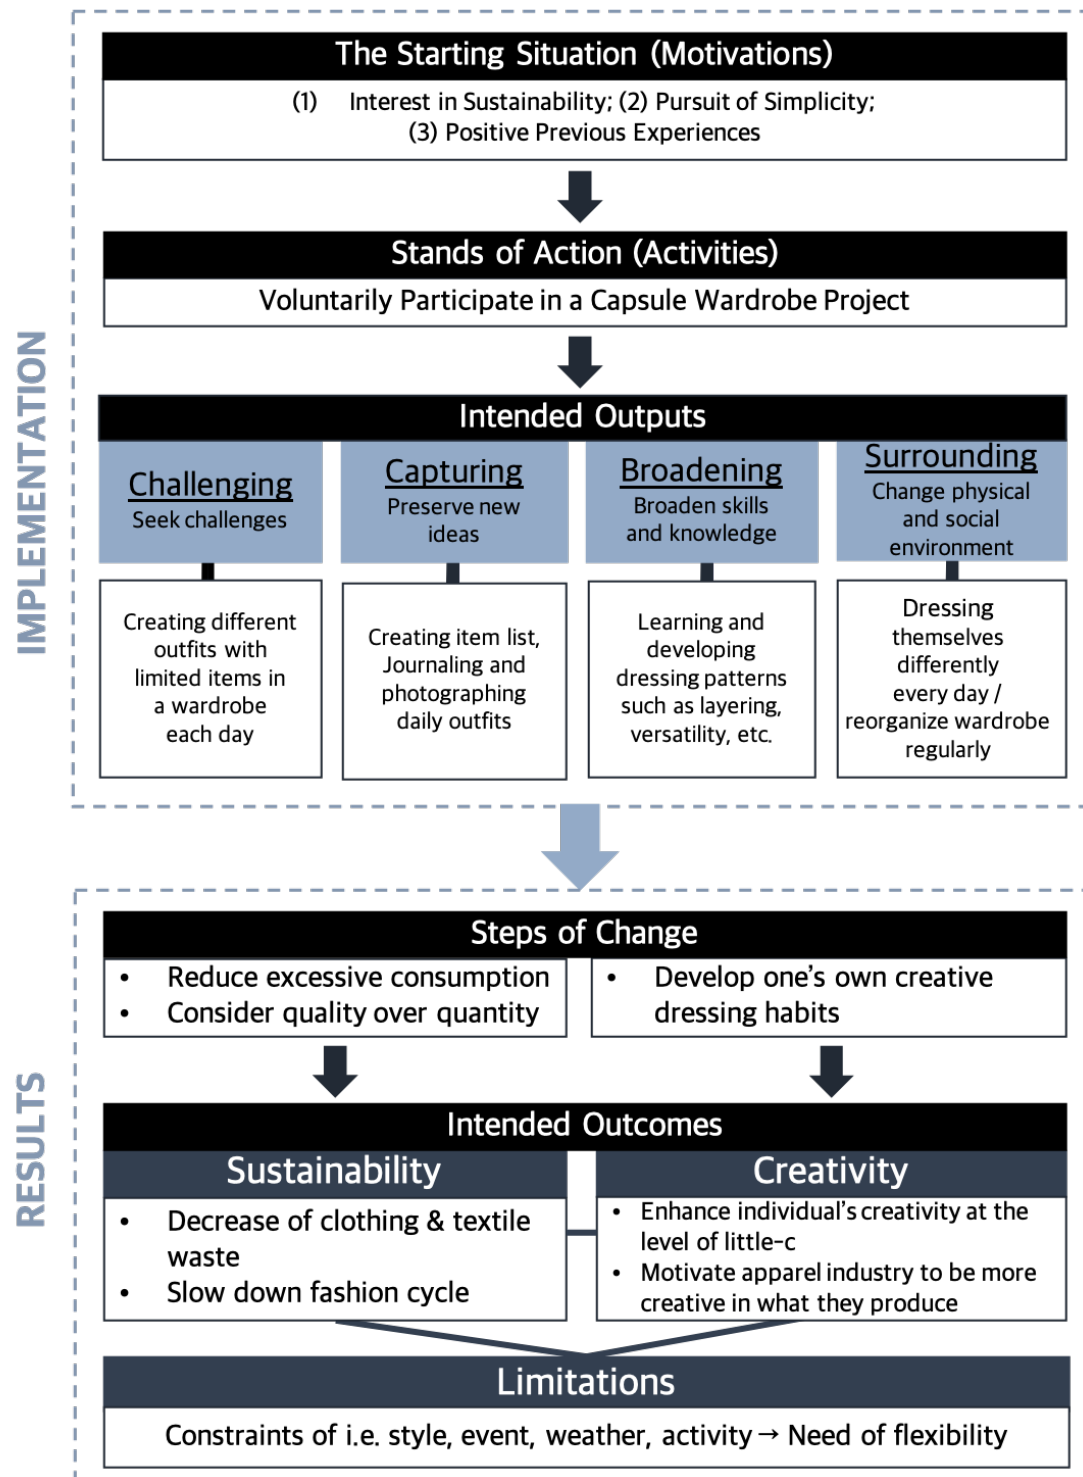 IMPLEMENTATION
The Starting Situation (Motivations)
(1) Interest in Sustainability; (2) Pursuit of Simplicity;
(3) Positive Previous Experiences
Stands of Action (Activities)
Voluntarily Participate in a Capsule Wardrobe Project
Intended Outputs
Challenging
Seek challenges
Creating different
outfits with
limited items in
a wardrobe
each day
Capturing
Preserve new
ideas
Creating item list,
Journaling and
photographing
daily outfits
Broadening
Broaden skills
and knowledge
Learning and
developing
dressing patterns
such as layering,
versatility, etc.
Surrounding
Change physical
and social
environment
Dressing
themselves
differently
every day /
reorganize wardrobe
regularly
RESULTS
Steps of Change
• Reduce excessive consumption
• Consider quality over quantity
• Develop one's own creative
dressing habits
Intended Outcomes
Sustainability
• Decrease of clothing & textile
waste
• Slow down fashion cycle
Creativity
• Enhance individual's creativity at the
level of little-c
• Motivate apparel industry to be more
creative in what they produce
Limitations
Constraints of i.e. style, event, weather, activity → Need of flexibility